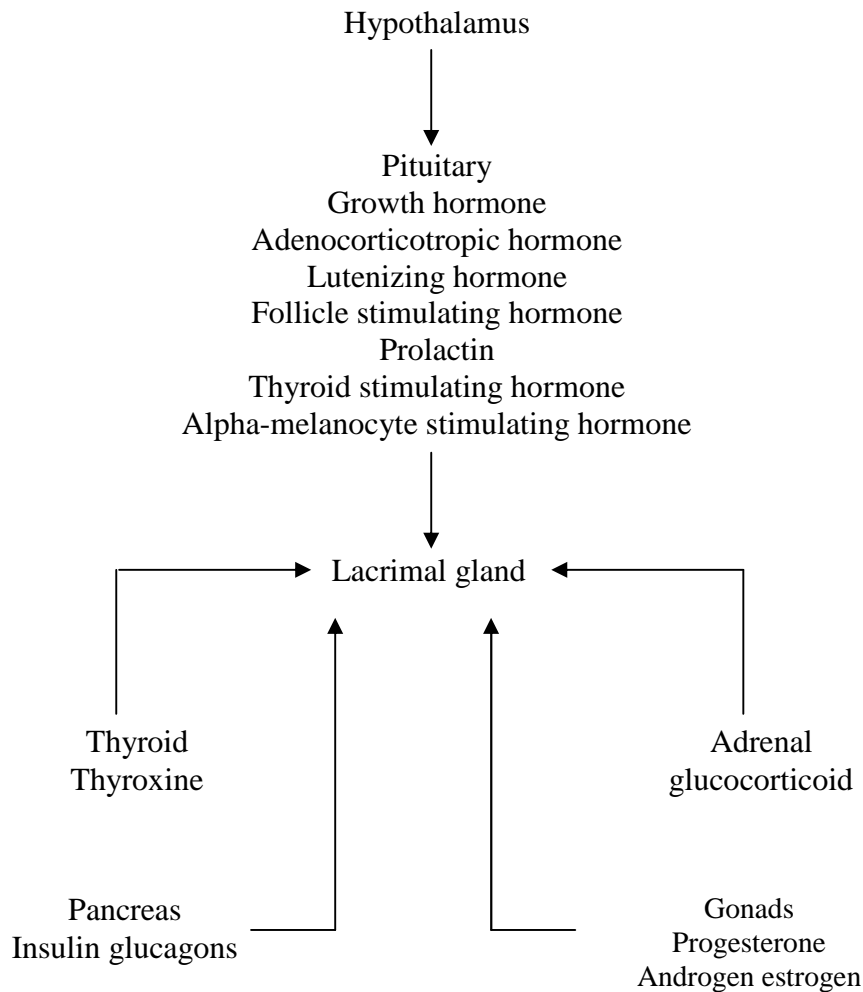 Hypothalamus
Pituitary
Growth hormone
Adenocorticotropic hormone
Lutenizing hormone
Follicle stimulating hormone
Prolactin
Thyroid stimulating hormone
Alpha-melanocyte stimulating hormone
Lacrimal gland
Thyroid
Thyroxine
Adrenal
glucocorticoid
Pancreas
Insulin glucagons
Gonads
Progesterone
Androgen estrogen